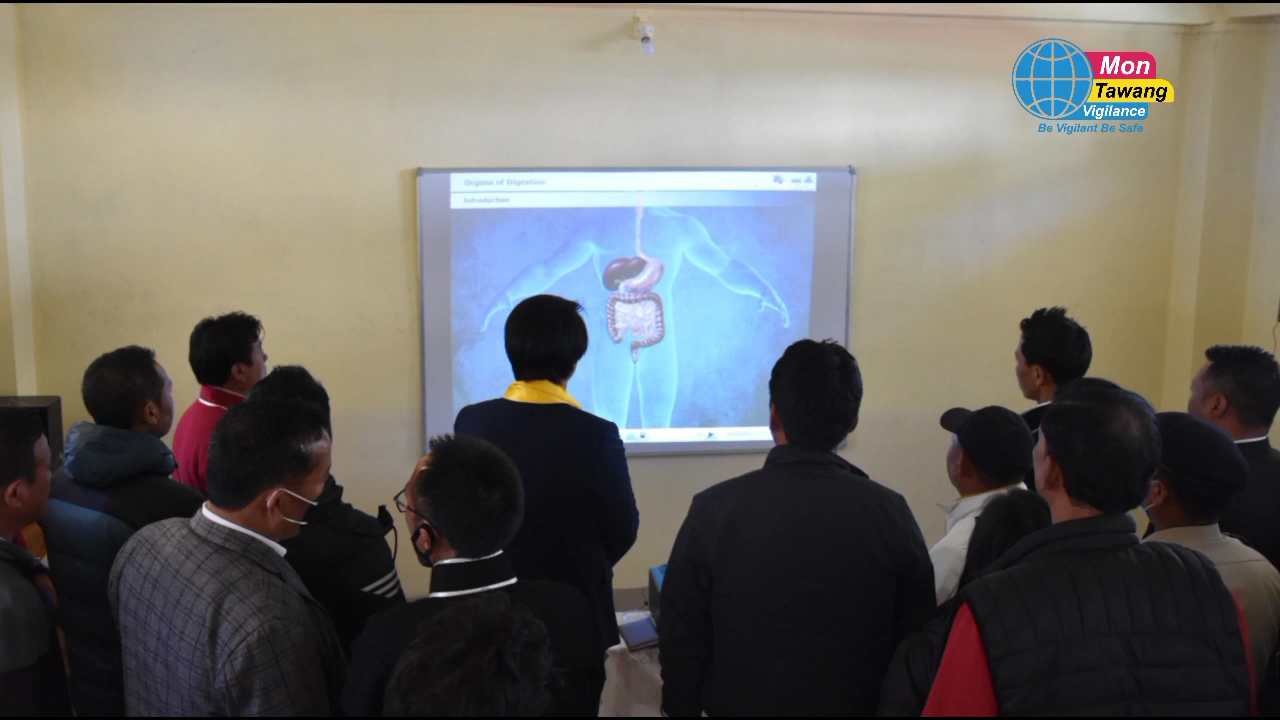 Mon
Tawang
Vigilance
Be Vigilant Be Safe
Organs of Digestion
Introduction